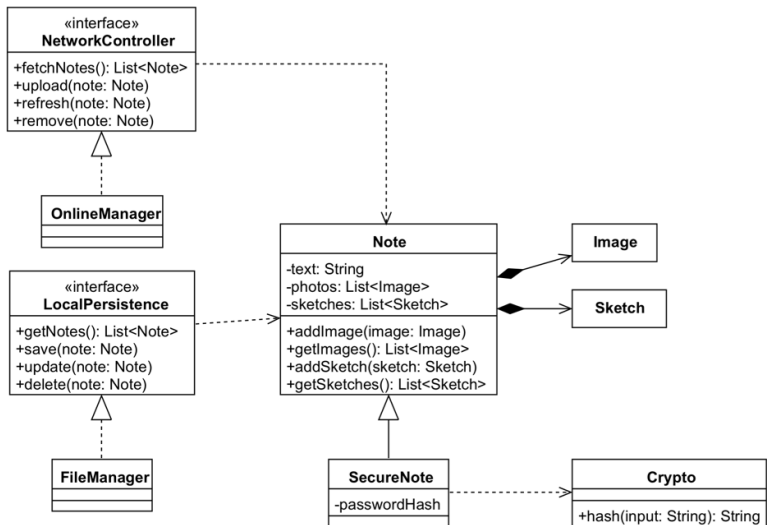 «interface»
NetworkController
+fetchNotes(): List<Note>
+upload(note: Note)
+refresh(note: Note)
+remove(note: Note)
OnlineManager
«interface»
LocalPersistence
+getNotes(): List<Note>
+save(note: Note)
+update(note: Note)
+delete(note: Note)
FileManager
Note
-text: String
-photos: List<Image>
-sketches: List<Sketch>
+addImage(image: Image)
+getImages(): List<Image>
+addSketch(sketch: Sketch)
+getSketches(): List<Sketch>
Image
Sketch
SecureNote
-passwordHash
Crypto
+hash(input: String): String